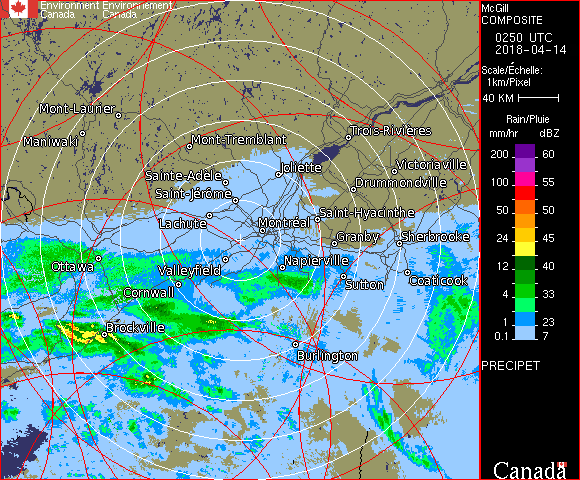 Environment Environnement
Canada Canada
McGill
COMPOSITE
0250 UTC
2018-04-14
Scale/Échelle:
1km/Pixel
40 KM
Rain/Pluie
mm/hr dBZ
200 60
100 55
50 50
24 45
12 40
4 33
1 23
0.1 7
PRECIPET
Canada
Mont-Laurier
Maniwaki
Mont-Tremblant
Trois-Rivières
Sainte-Adèle
Joliette
Victoriaville
Saint-Jérôme
Drummondville
Lachute
Montréal
Saint-Hyacinthe
Granby
Sherbrooke
Ottawa
Valleyfield
Napierville
Cornwall
Sutton
Coaticook
Brockville
Burlington